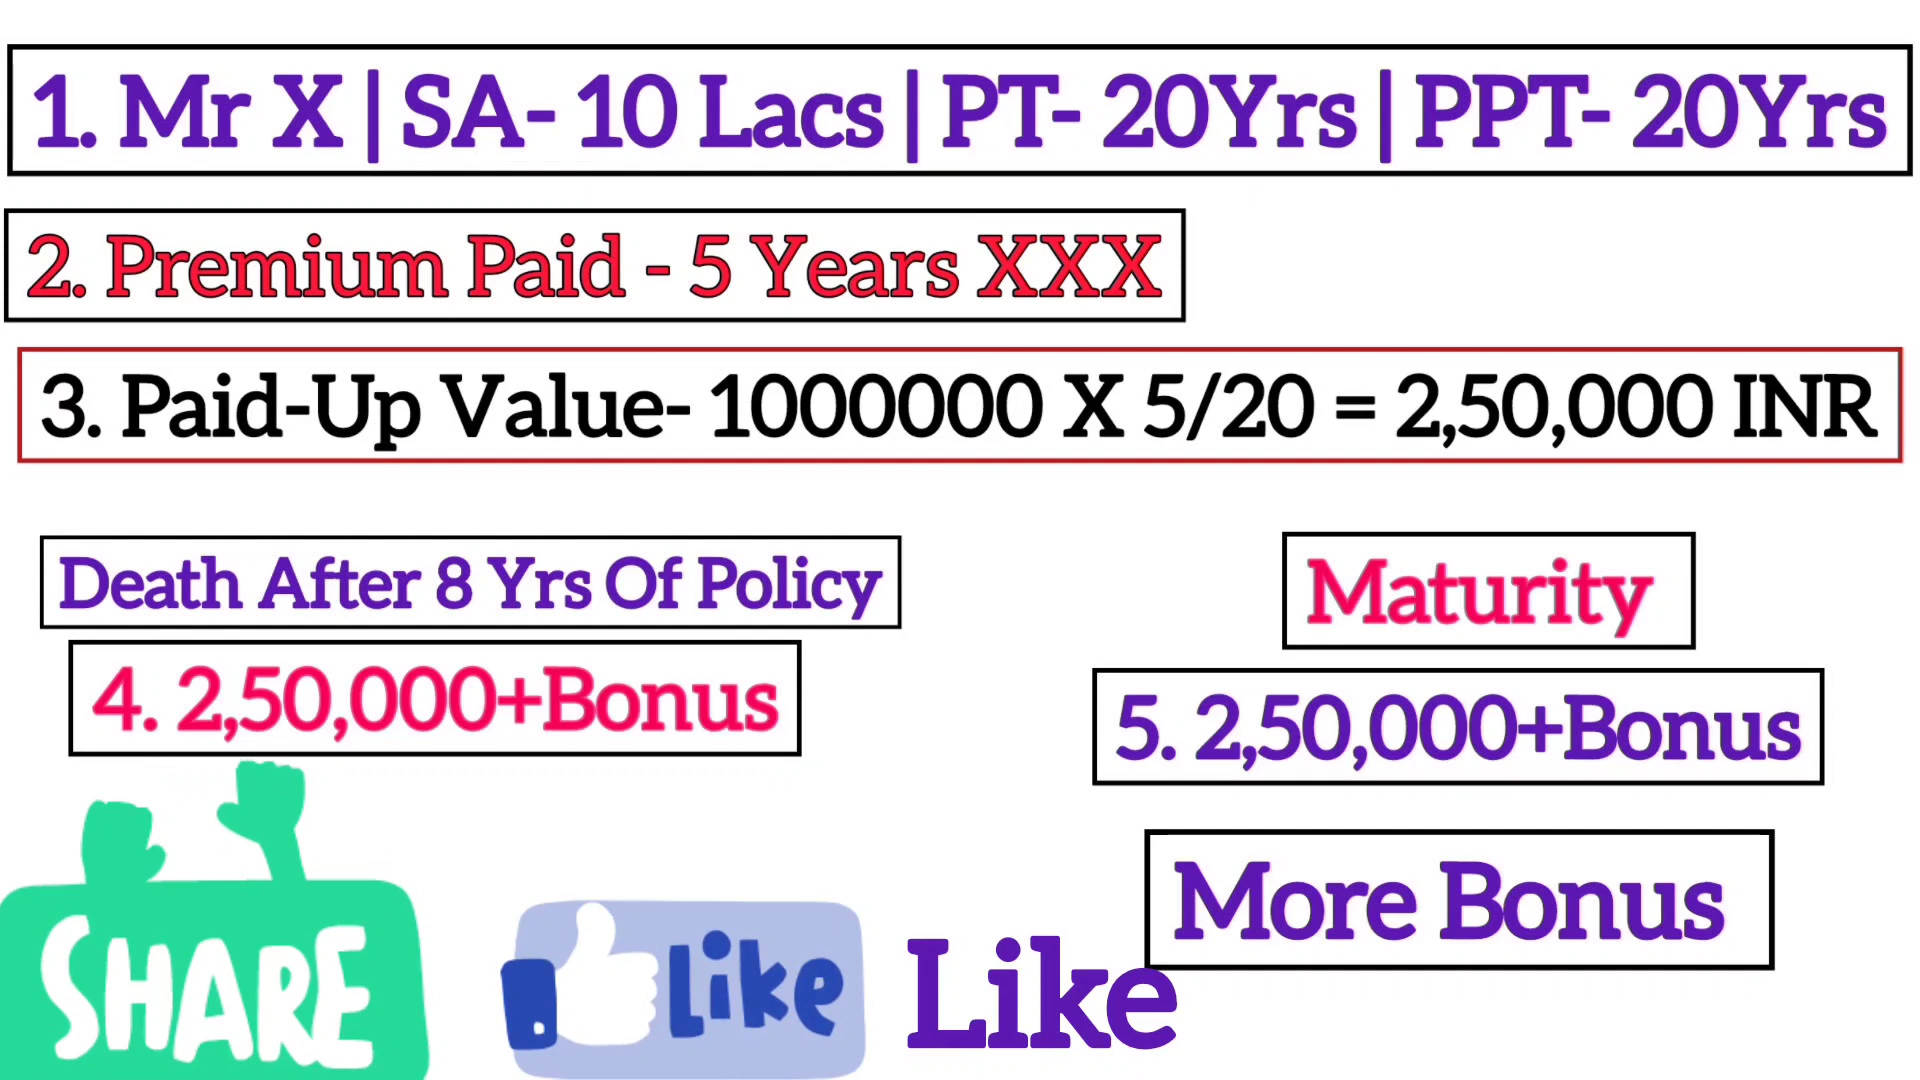 1. Mr X | SA- 10 Lacs | PT- 20Yrs | PPT- 20Yrs
2. Premium Paid - 5 Years XXX
3. Paid-Up Value- 1000000 X 5/20 = 2,50,000 INR
Death After 8 Yrs Of Policy
4. 2,50,000+Bonus
Maturity
5. 2,50,000+Bonus
More Bonus
SHARE
Like
Like